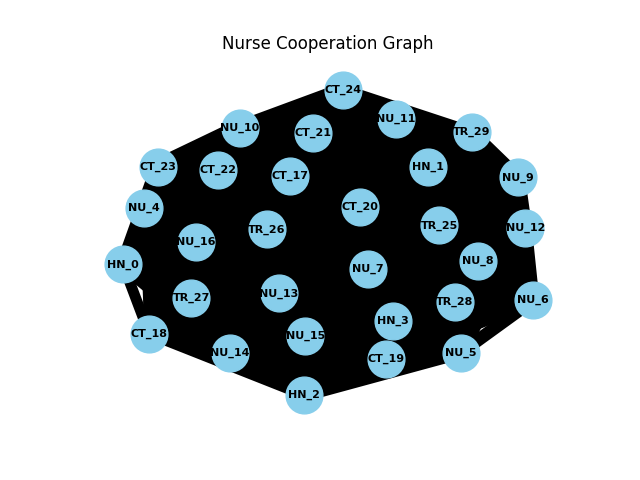 Nurse Cooperation Graph
CT_24
NU_11
NU_10
CT_21
TR_29
CT_23
CT_22
HN_1
CT_17
NU_9
NU_4
CT_20
TR_25
NU_12
TR_26
NU_16
NU_8
HN_0
NU_7
NU_13
TR_27
NU_6
TR_28
HN_3
CT_18
NU_15
NU_14
NU_5
CT_19
HN_2